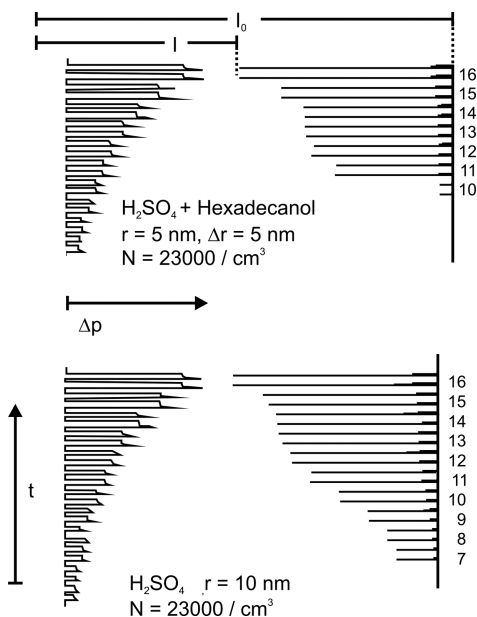 I₀
I
16
15
14
13
12
11
10
H₂SO₄ + Hexadecanol
r = 5 nm, Δr = 5 nm
N = 23000 / cm³
Δp
16
15
14
13
12
11
10
9
8
7
t
H₂SO₄ r = 10 nm
N = 23000 / cm³